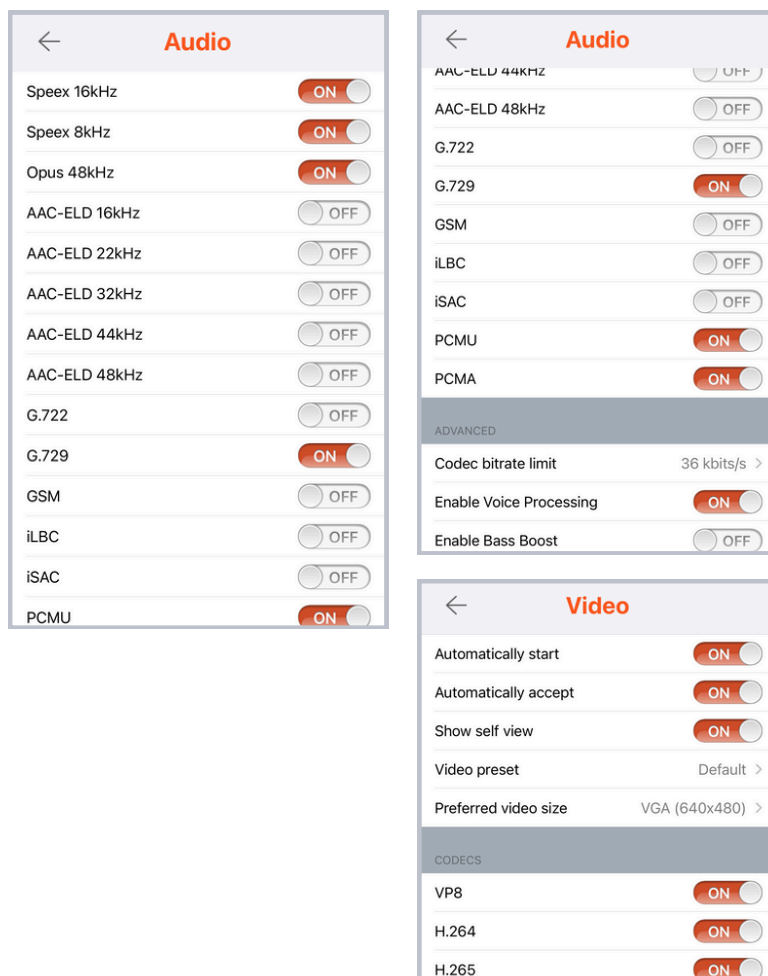 Audio
Speex 16kHz ON
Speex 8kHz ON
Opus 48kHz ON
AAC-ELD 16kHz OFF
AAC-ELD 22kHz OFF
AAC-ELD 32kHz OFF
AAC-ELD 44kHz OFF
AAC-ELD 48kHz OFF
G.722 OFF
G.729 ON
GSM OFF
iLBC OFF
iSAC OFF
PCMU ON
Audio
AAC-ELD 44kHz OFF
AAC-ELD 48kHz OFF
G.722 OFF
G.729 ON
GSM OFF
iLBC OFF
iSAC OFF
PCMU ON
PCMA ON
ADVANCED
Codec bitrate limit 36 kbits/s >
Enable Voice Processing ON
Enable Bass Boost OFF
Video
Automatically start ON
Automatically accept ON
Show self view ON
Video preset Default >
Preferred video size VGA (640x480) >
CODECS
VP8 ON
H.264 ON
H.265 ON